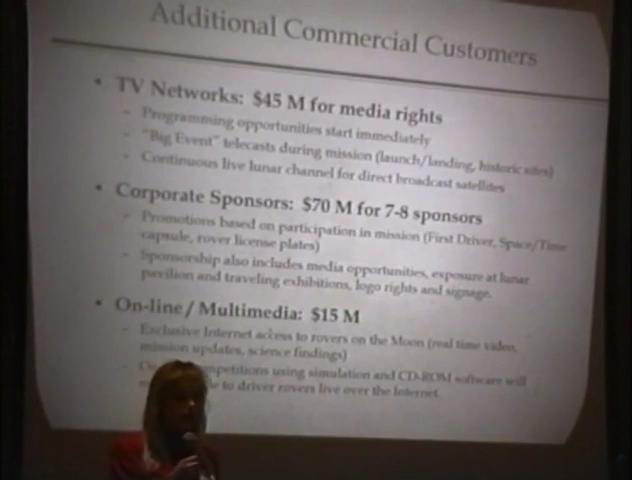 Additional Commercial Customers
• TV Networks: $45 M for media rights
– Programming opportunities start immediately
– "Big Event" telecasts during mission (launch/landing, historic sites)
– Continuous live lunar channel for direct broadcast satellites
• Corporate Sponsors: $70 M for 7-8 sponsors
– Promotions based on participation in mission (First Driver, Space/Time
capsule, rover license plates)
– Sponsorship also includes media opportunities, exposure at lunar
pavilion and traveling exhibitions, logo rights and signage.
• On-line / Multimedia: $15 M
– Exclusive Internet access to rovers on the Moon (real time video,
mission updates, science findings)
– competitions using simulation and CD-ROM software will
to driver rovers live over the Internet.